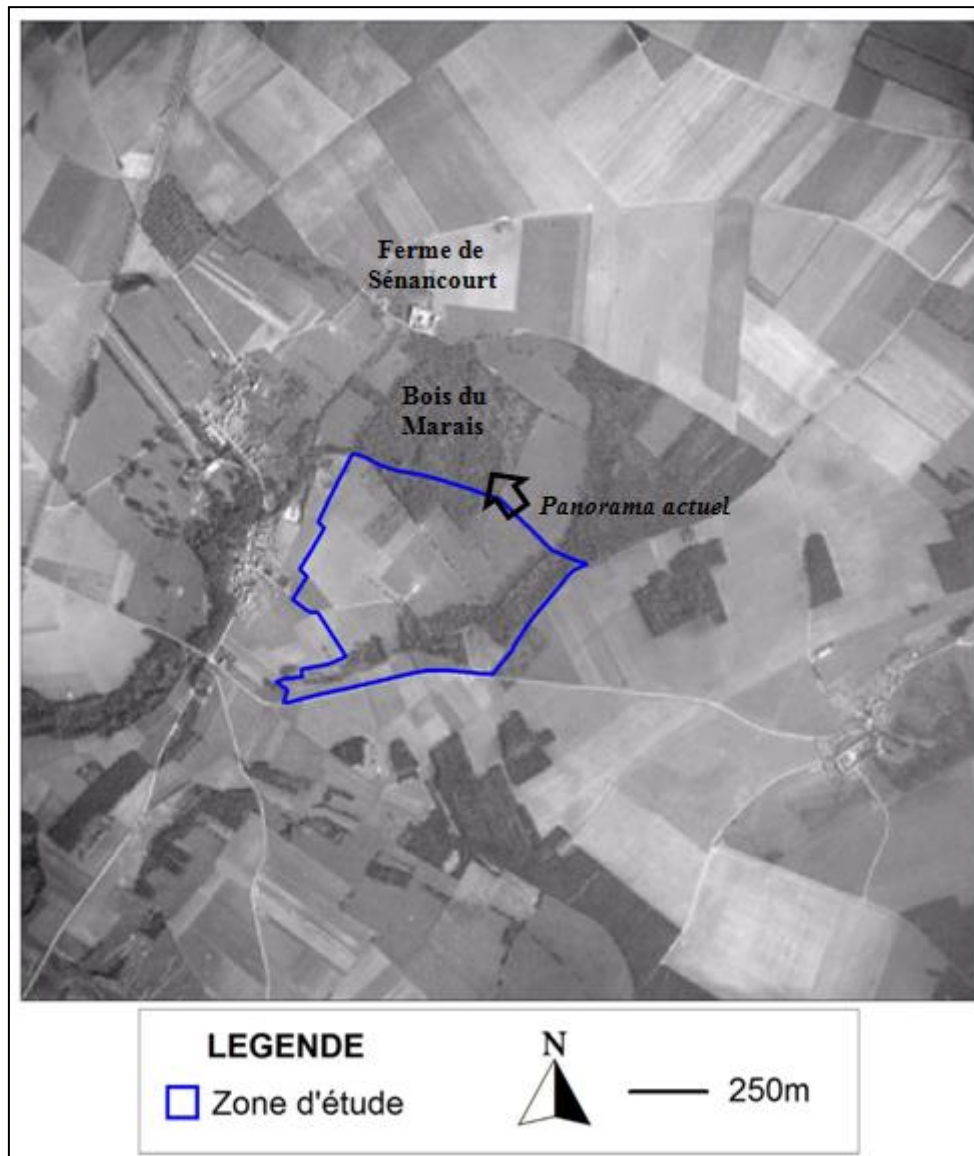 Ferme de
Sénancourt
Bois du
Marais
Panorama actuel
LEGENDE
Zone d'étude
N
250m